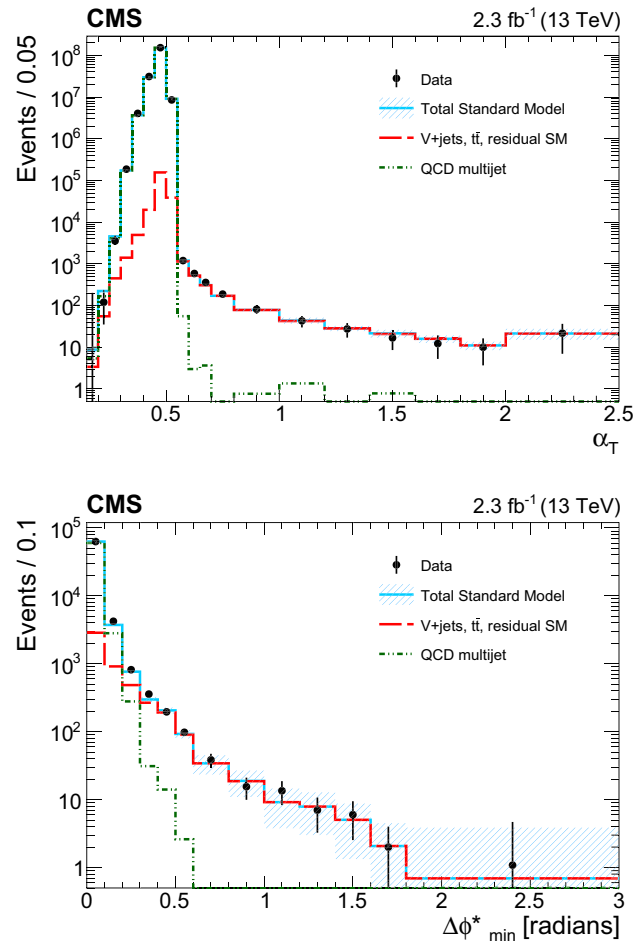 CMS 2.3 fb⁻¹ (13 TeV)
Events / 0.05
10⁸
10⁷
10⁶
10⁵
10⁴
10³
10²
10
1
Data
Total Standard Model
V+jets, tt̄, residual SM
QCD multijet
0.5 1 1.5 2 2.5
α_T
CMS 2.3 fb⁻¹ (13 TeV)
Events / 0.1
10⁵
10⁴
10³
10²
10
1
Data
Total Standard Model
V+jets, tt̄, residual SM
QCD multijet
0 0.5 1 1.5 2 2.5 3
Δϕ*_min [radians]